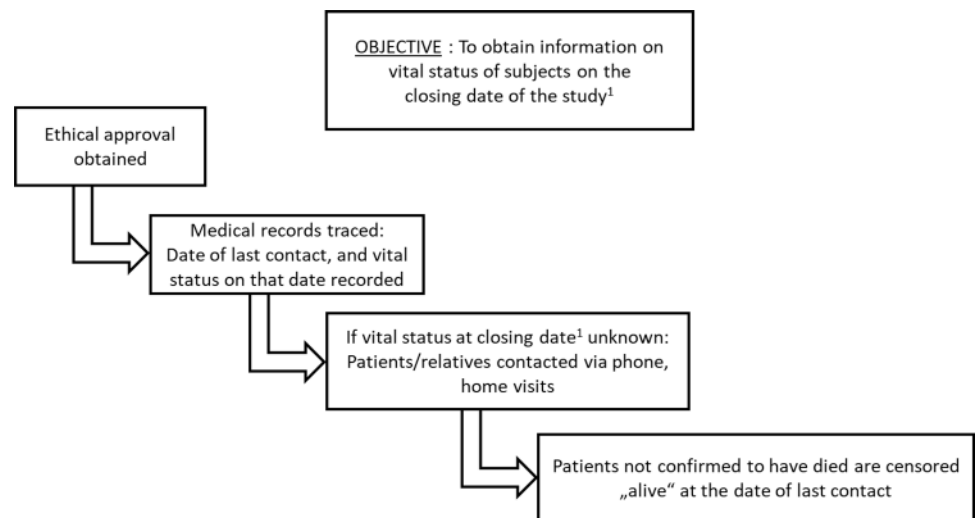 OBJECTIVE : To obtain information on
vital status of subjects on the
closing date of the study¹
Ethical approval
obtained
Medical records traced:
Date of last contact, and vital
status on that date recorded
If vital status at closing date¹ unknown:
Patients/relatives contacted via phone,
home visits
Patients not confirmed to have died are censored
„alive“ at the date of last contact